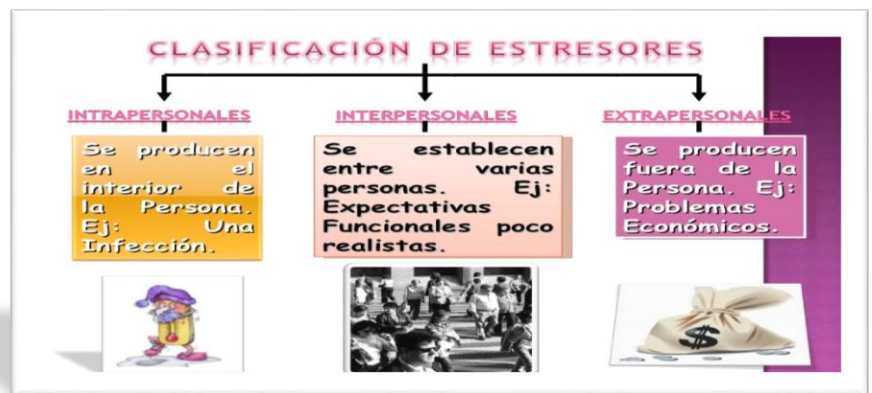 CLASIFICACIÓN DE ESTRESORES
INTRAPERSONALES
Se producen
en el
interior de
la Persona.
Ej: Una
Infección.
INTERPERSONALES
Se establecen
entre varias
personas. Ej:
Expectativas
Funcionales poco
realistas.
EXTRAPERSONALES
Se producen
fuera de la
Persona. Ej:
Problemas
Económicos.
$